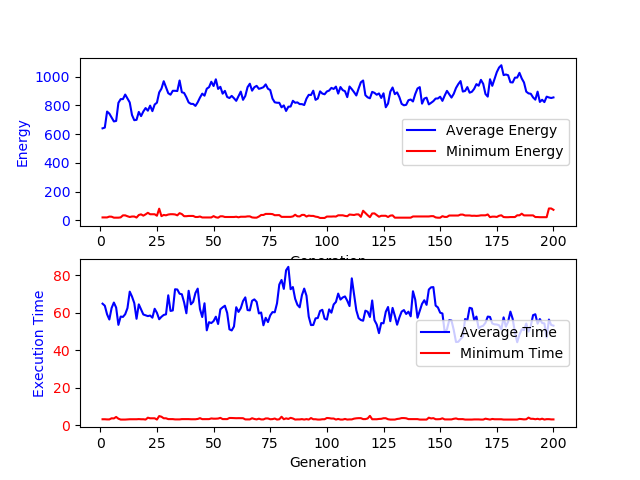 1000
800
600
400
200
0
Energy
Average Energy
Minimum Energy
0 25 50 75 100 125 150 175 200
Generation
80
60
40
20
0
Execution Time
Average Time
Minimum Time
0 25 50 75 100 125 150 175 200
Generation